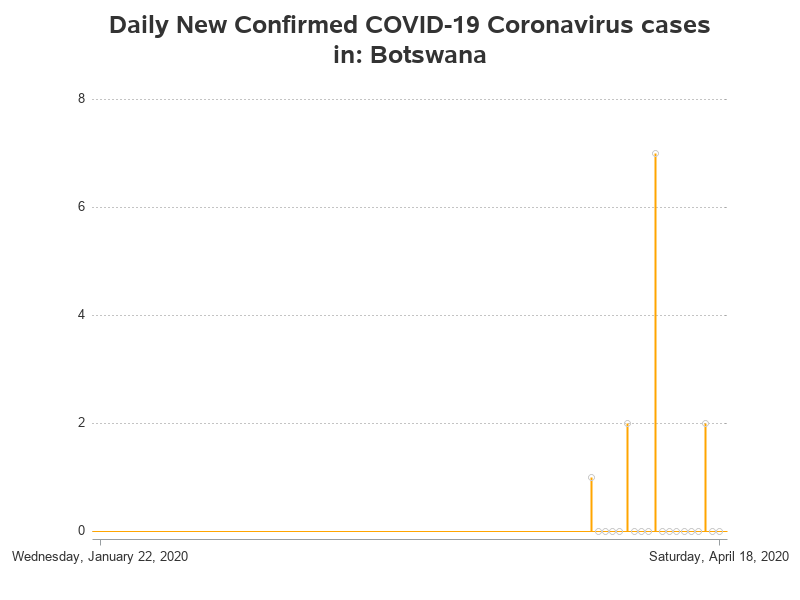 Daily New Confirmed COVID-19 Coronavirus cases
in: Botswana
8
6
4
2
0
Wednesday, January 22, 2020 Saturday, April 18, 2020